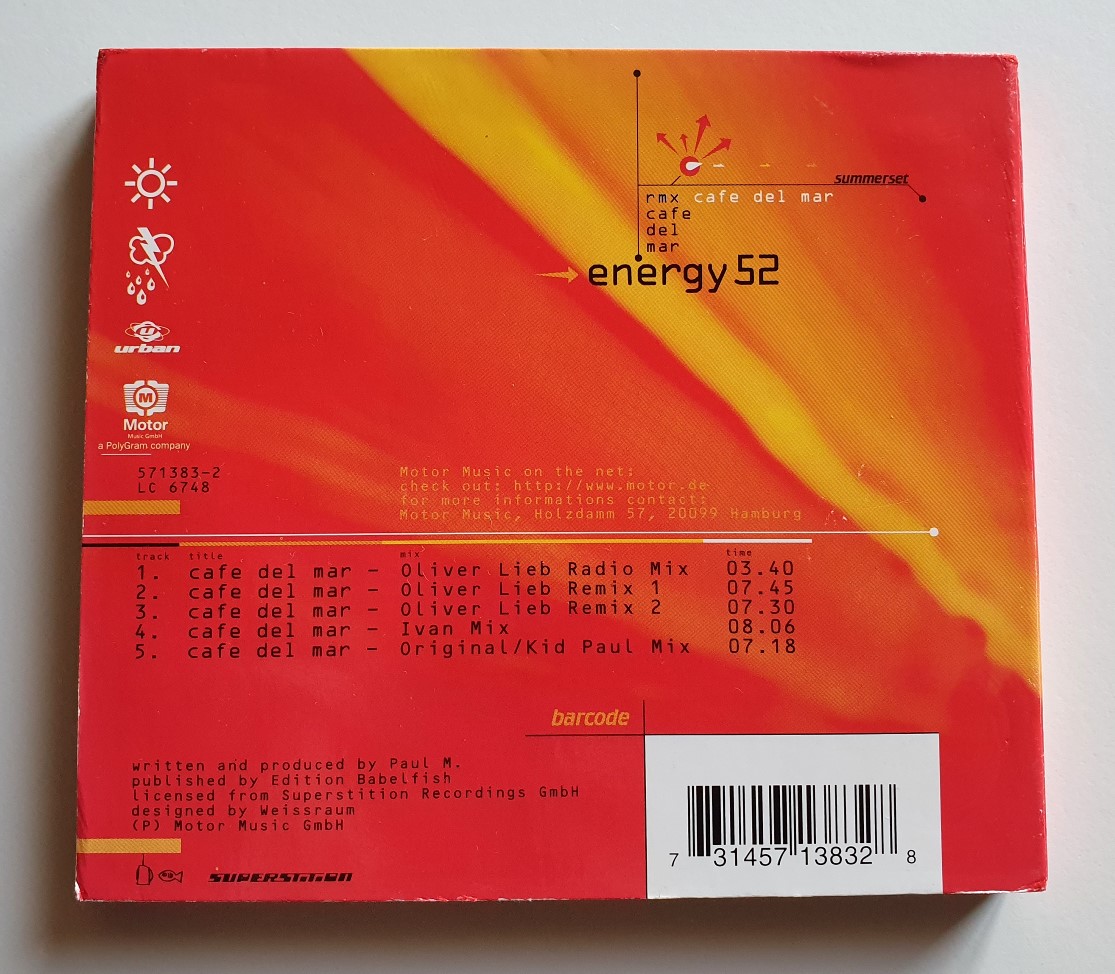 summerset
rmx cafe del mar
cafe
del
mar
energy 52
urban
M
Motor
Music GmbH
a PolyGram company
571383-2
LC 6748
Motor Music on the net:
check out: http://www.motor.de
for more informations contact:
Motor Music, Holzdamm 57, 20099 Hamburg
track title mix time
1. cafe del mar - Oliver Lieb Radio Mix 03.40
2. cafe del mar - Oliver Lieb Remix 1 07.45
3. cafe del mar - Oliver Lieb Remix 2 07.30
4. cafe del mar - Ivan Mix 08.06
5. cafe del mar - Original/Kid Paul Mix 07.18
barcode
written and produced by Paul M.
published by Edition Babelfish
licensed from Superstition Recordings GmbH
designed by Weissraum
(P) Motor Music GmbH
SUPERSTITION
7 31457 13832 8